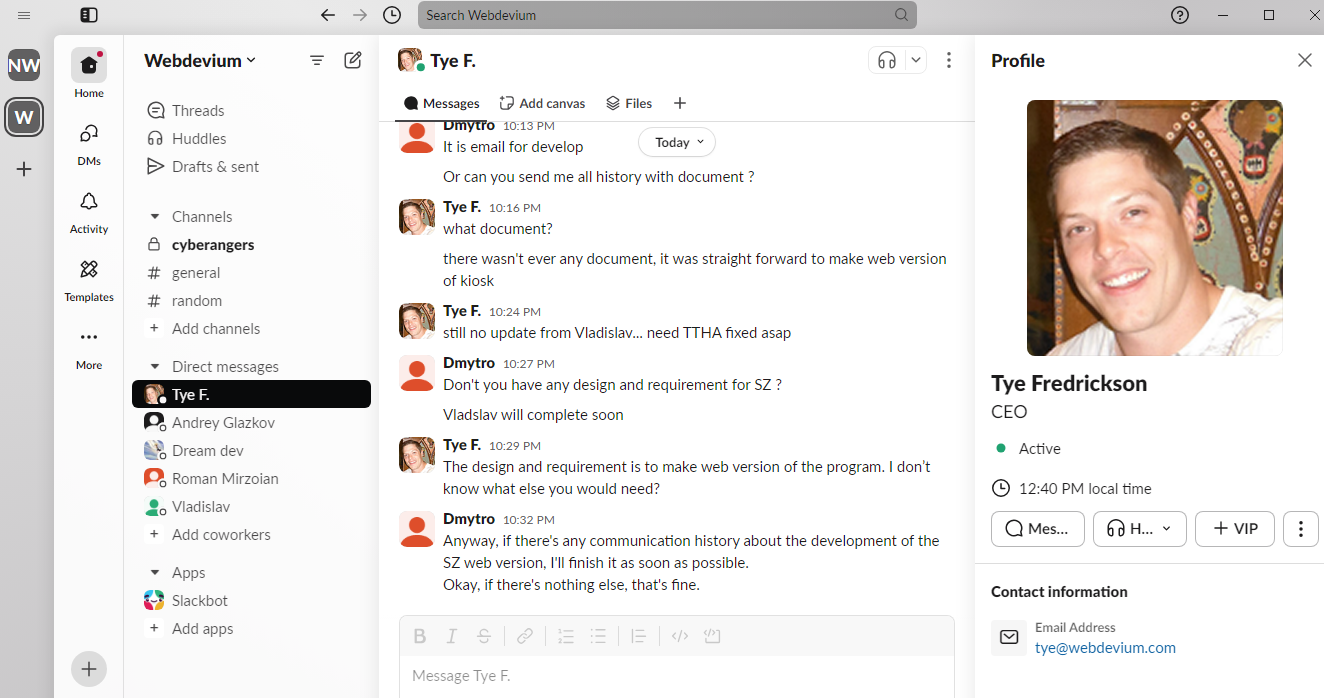 Search Webdevium
NW
W
Home
DMs
Activity
Templates
More
Webdevium
Threads
Huddles
Drafts & sent
Channels
cyberangers
# general
# random
+ Add channels
Direct messages
Tye F.
Andrey Glazkov
Dream dev
Roman Mirzoian
Vladislav
+ Add coworkers
Apps
Slackbot
+ Add apps
Tye F.
Messages
Add canvas
Files
Today
Dmytro 10:13 PM
It is email for develop
Or can you send me all history with document ?
Tye F. 10:16 PM
what document?
there wasn't ever any document, it was straight forward to make web version
of kiosk
Tye F. 10:24 PM
still no update from Vladislav... need TTHA fixed asap
Dmytro 10:27 PM
Don't you have any design and requirement for SZ ?
Vladslav will complete soon
Tye F. 10:29 PM
The design and requirement is to make web version of the program. I don't
know what else you would need?
Dmytro 10:32 PM
Anyway, if there's any communication history about the development of the
SZ web version, I'll finish it as soon as possible.
Okay, if there's nothing else, that's fine.
B I S
Message Tye F.
Profile
Tye Fredrickson
CEO
Active
12:40 PM local time
Mes...
H...
+ VIP
Contact information
Email Address
tye@webdevium.com